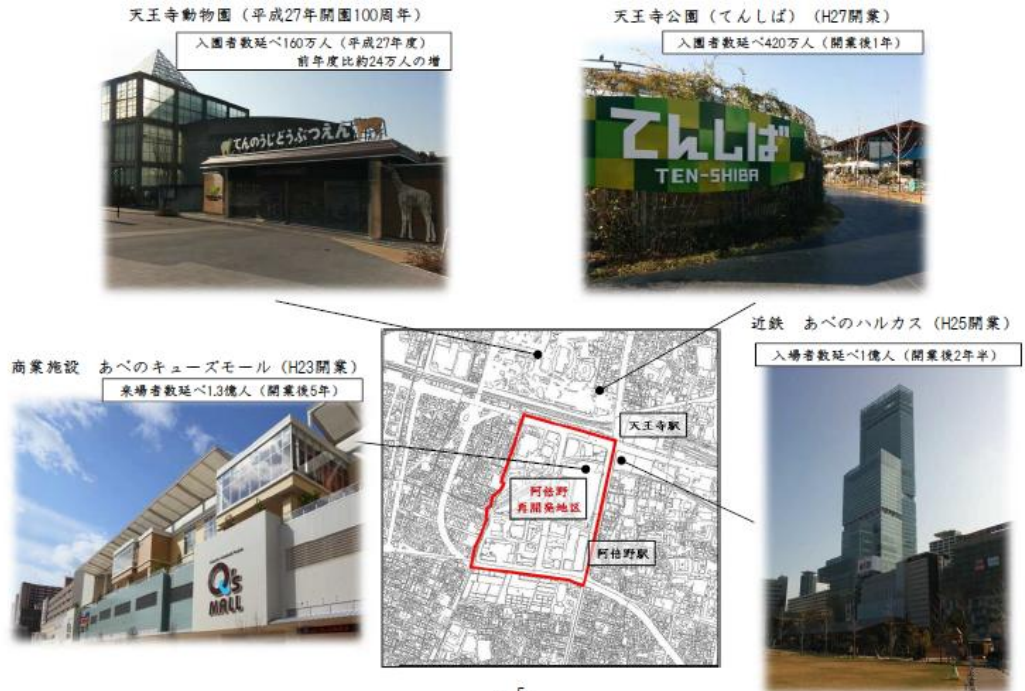 天王寺動物園（平成27年開園100周年）
入園者数延べ160万人（平成27年度）
前年度比約24万人の増
てんのうじどうぶつえん
天王寺公園（てんしば）（H27開業）
入園者数延べ420万人（開業後1年）
てんしば
TEN-SHIBA
商業施設　あべのキューズモール（H23開業）
来場者数延べ1.3億人（開業後5年）
Q's
MALL
近鉄　あべのハルカス（H25開業）
入場者数延べ1億人（開業後2年半）
天王寺駅
阿倍野
再開発地区
阿倍野駅
5